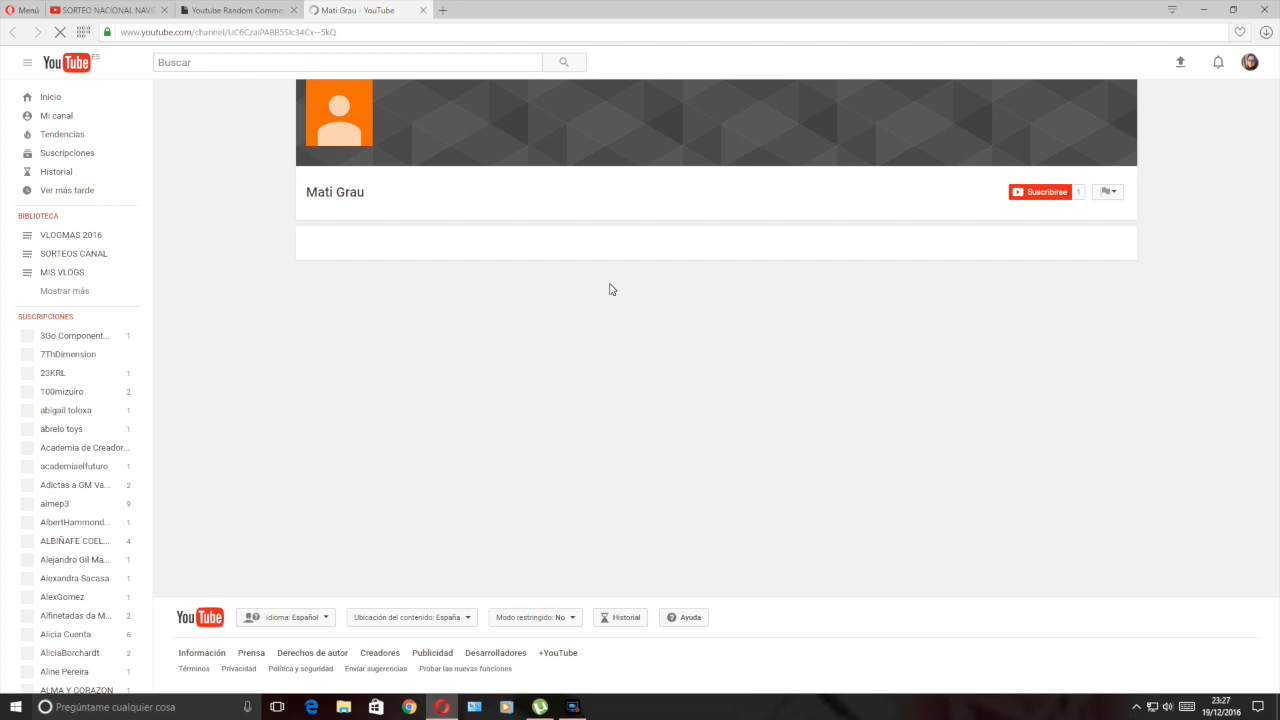 Menú
SORTEO NACIONAL NAVI
Youtube Random Comme
Mati Grau - YouTube
www.youtube.com/channel/UC6CzaiPABB5Slc34Cx--5kQ
YouTube ES
Buscar
Inicio
Mi canal
Tendencias
Suscripciones
Historial
Ver más tarde
BIBLIOTECA
VLOGMAS 2016
SORTEOS CANAL
MIS VLOGS
Mostrar más
SUSCRIPCIONES
3Go Component... 1
7ThDimension
23KRL 1
100mizuiro 2
abigail toloxa 1
abrelo toys 1
Academia de Creador...
academiaelfuturo 1
Adictas a GM Va... 2
aimep3 9
AlbertHammond... 1
ALBIÑAFE COEL... 4
Alejandro Gil Ma... 1
Alexandra Sacasa 1
AlexGomez 1
Alfinetadas da M... 2
Alicia Cuenta 6
AliciaBorchardt 2
Aline Pereira 1
ALMA Y CORAZON 1
Mati Grau
Suscribirse 1
YouTube
Idioma: Español
Ubicación del contenido: España
Modo restringido: No
Historial
Ayuda
Información Prensa Derechos de autor Creadores Publicidad Desarrolladores +YouTube
Términos Privacidad Política y seguridad Enviar sugerencias Probar las nuevas funciones
Pregúntame cualquier cosa
23:27
19/12/2016